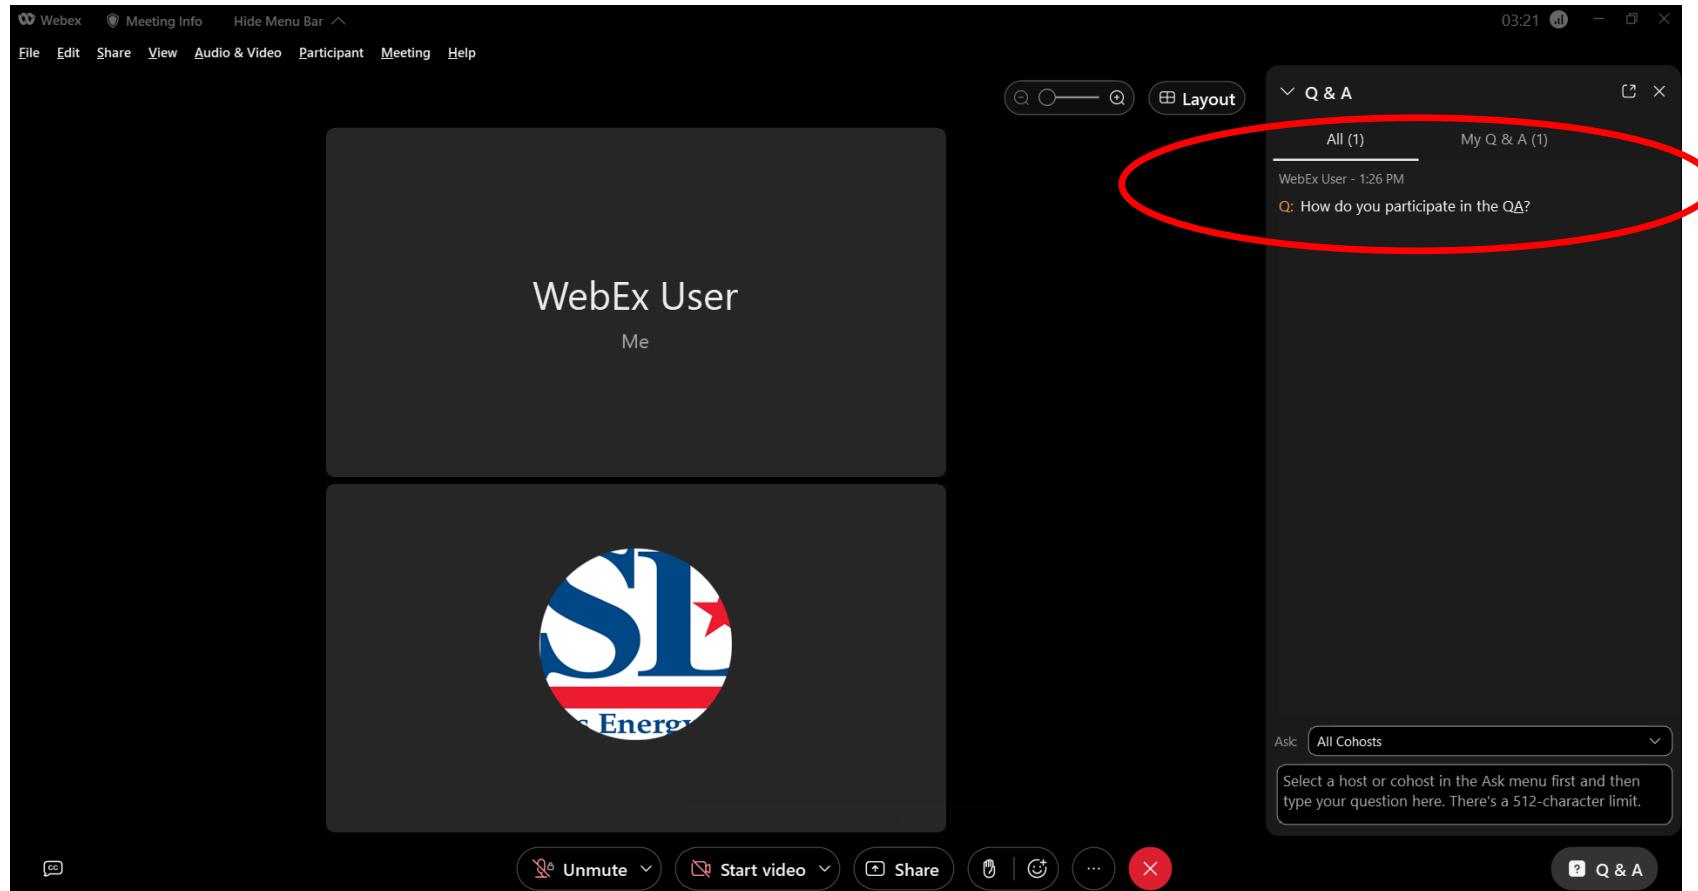 Webex Meeting Info Hide Menu Bar 03:21
File Edit Share View Audio & Video Participant Meeting Help
Layout
Q & A
All (1) My Q & A (1)
WebEx User - 1:26 PM
Q: How do you participate in the QA?
WebEx User
Me
SL
s Energy
Ask: All Cohosts
Select a host or cohost in the Ask menu first and then
type your question here. There's a 512-character limit.
CC
Unmute Start video Share
Q & A